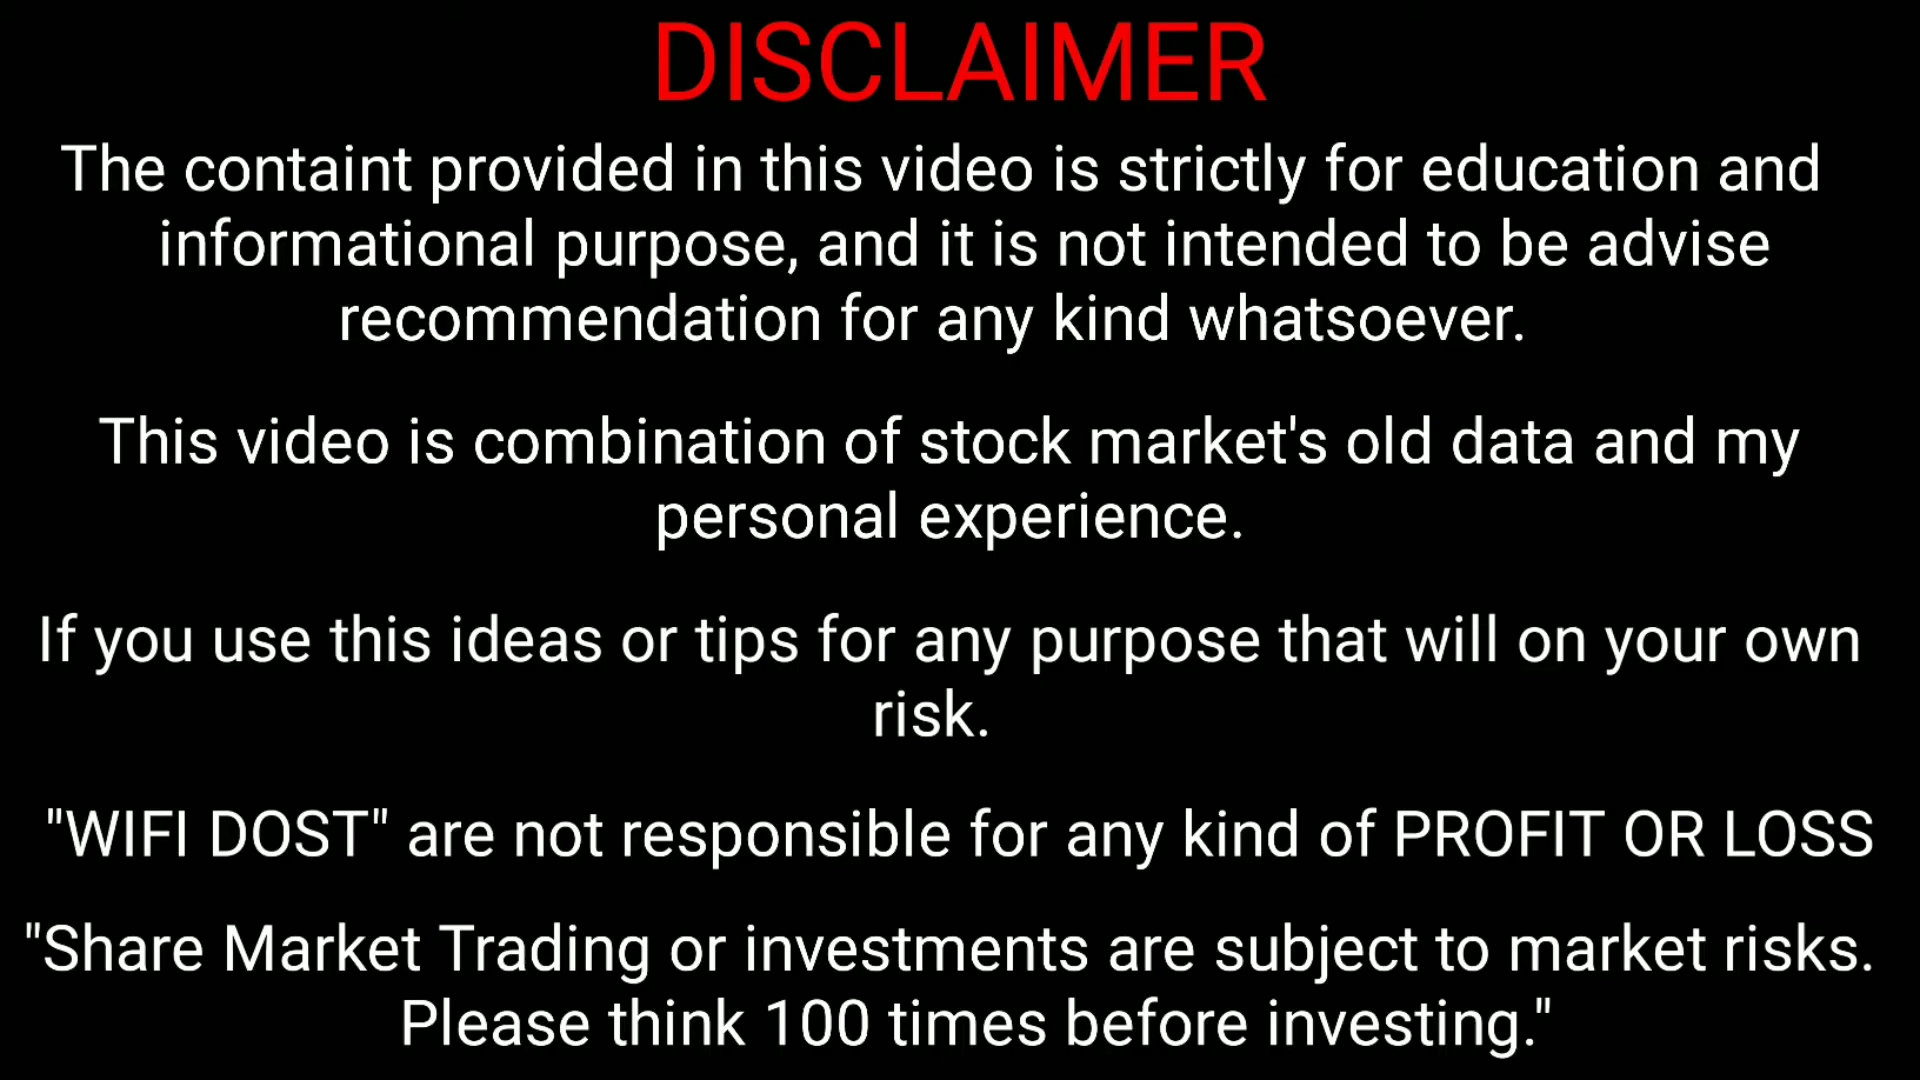 DISCLAIMER
The containt provided in this video is strictly for education and
informational purpose, and it is not intended to be advise
recommendation for any kind whatsoever.
This video is combination of stock market's old data and my
personal experience.
If you use this ideas or tips for any purpose that will on your own
risk.
"WIFI DOST" are not responsible for any kind of PROFIT OR LOSS
"Share Market Trading or investments are subject to market risks.
Please think 100 times before investing."